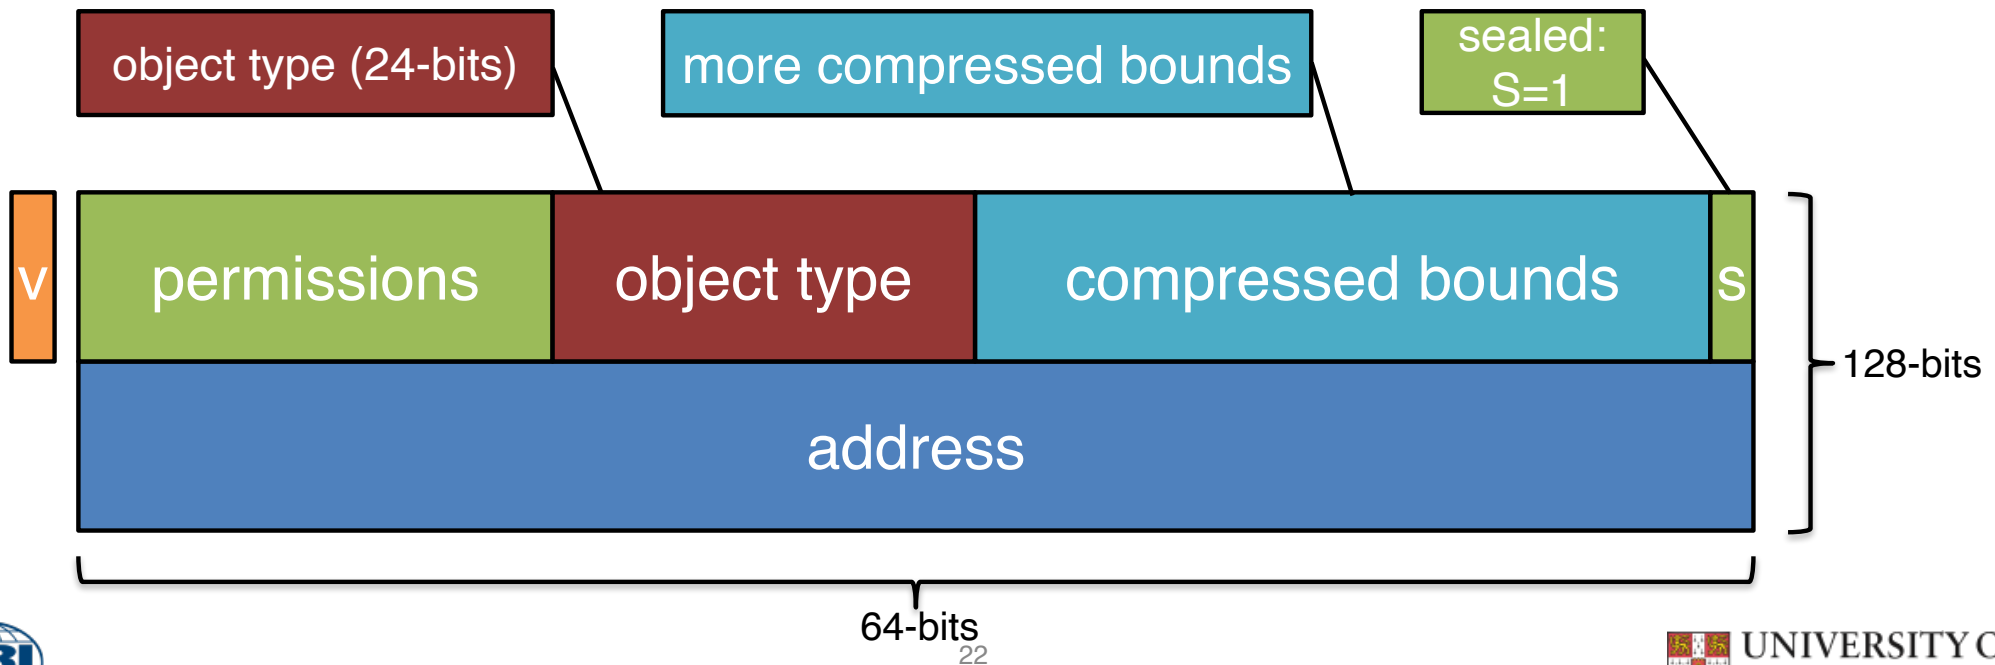 object type (24-bits)
more compressed bounds
sealed:
S=1
v
permissions
object type
compressed bounds
s
128-bits
address
64-bits
22
UNIVERSITY